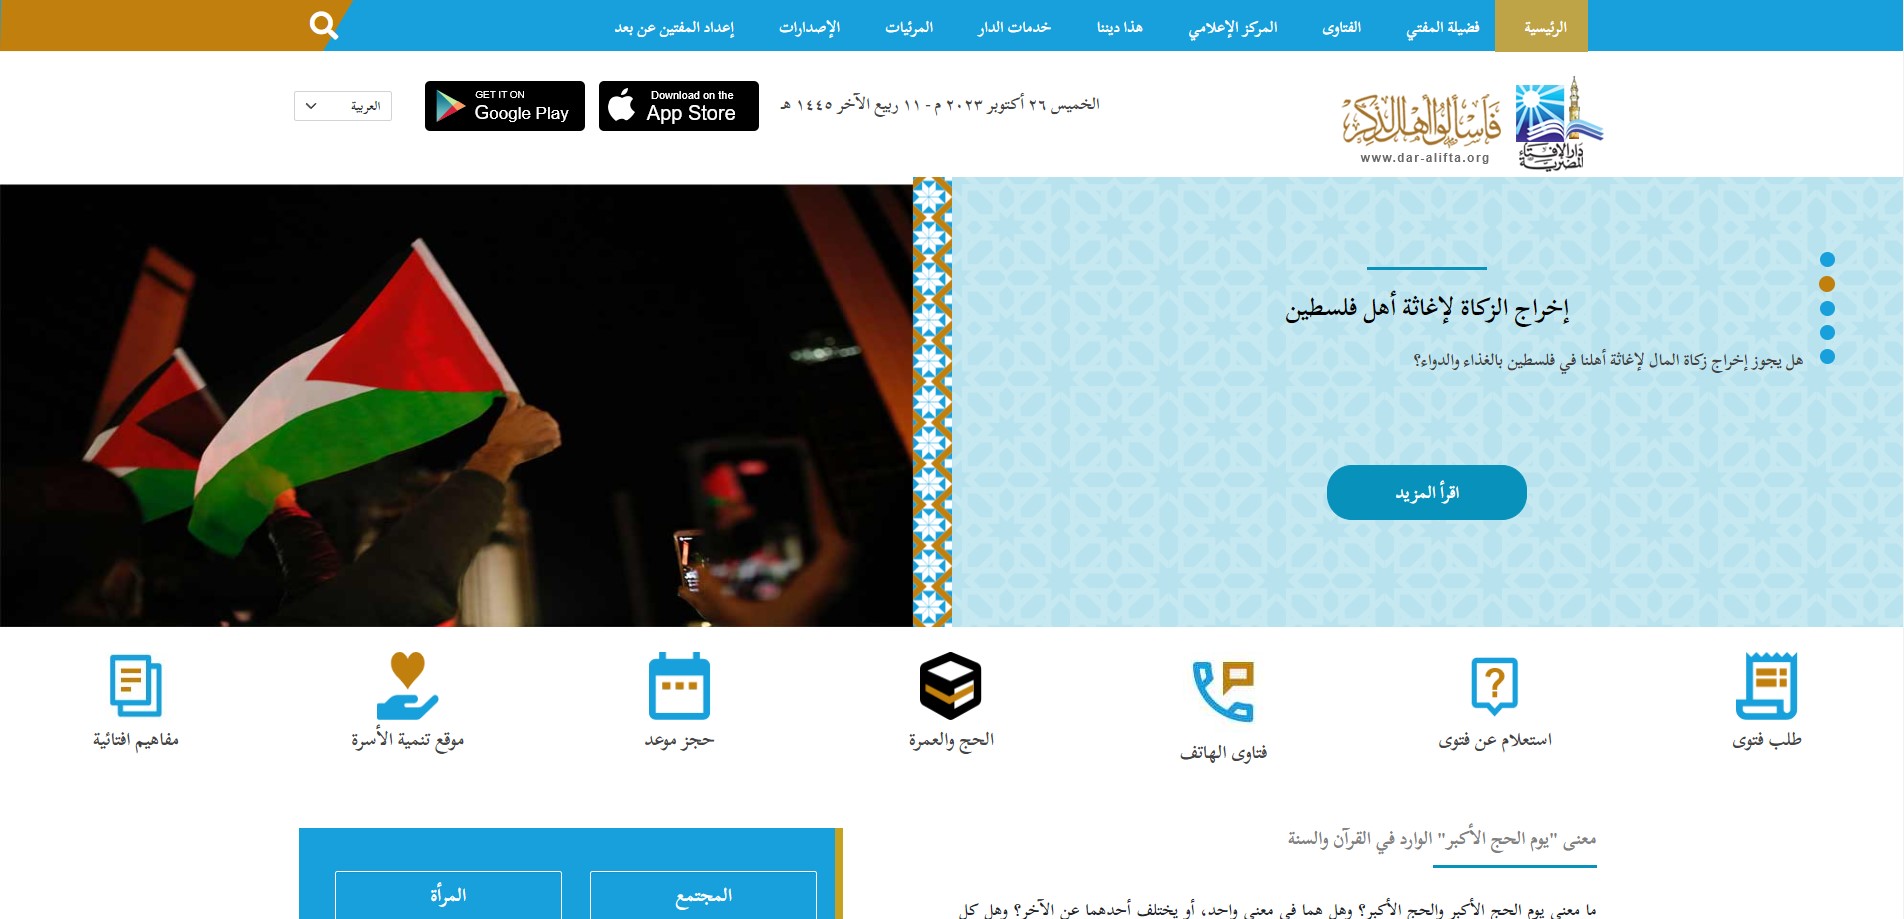 الرئيسية
فضيلة المفتي
الفتاوى
المركز الإعلامي
هذا ديننا
خدمات الدار
المرئيات
الإصدارات
إعداد المفتين عن بعد
دار الإفتاء
المصرية
فاسألوا أهل الذكر
www.dar-alifta.org
الخميس ٢٦ أكتوبر ٢٠٢٣ م - ١١ ربيع الآخر ١٤٤٥ هـ
Download on the
App Store
GET IT ON
Google Play
العربية
إخراج الزكاة لإغاثة أهل فلسطين
هل يجوز إخراج زكاة المال لإغاثة أهلنا في فلسطين بالغذاء والدواء؟
اقرأ المزيد
طلب فتوى
استعلام عن فتوى
فتاوى الهاتف
الحج والعمرة
حجز موعد
موقع تنمية الأسرة
مفاهيم افتائية
معنى "يوم الحج الأكبر" الوارد في القرآن والسنة
ما معنى يوم الحج الأكبر والحج الأكبر؟ وهل هما في معنى واحد، أو يختلف أحدهما عن الآخر؟ وهل كل
المجتمع
المرأة